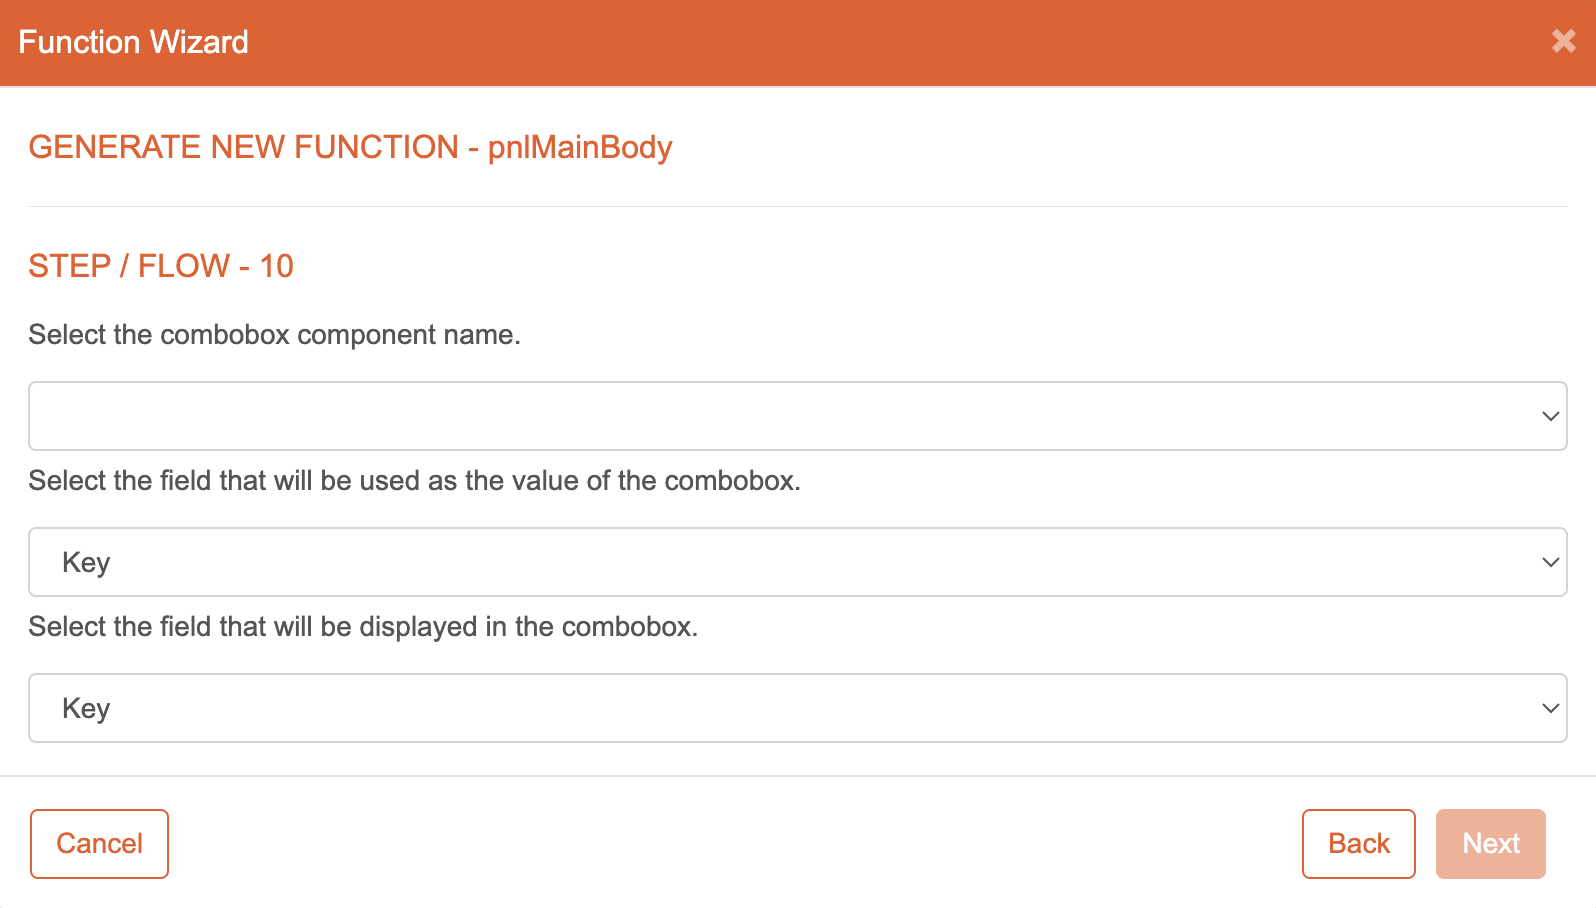 Function Wizard
GENERATE NEW FUNCTION - pnlMainBody
STEP / FLOW - 10
Select the combobox component name.
Select the field that will be used as the value of the combobox.
Key
Select the field that will be displayed in the combobox.
Key
Cancel
Back
Next